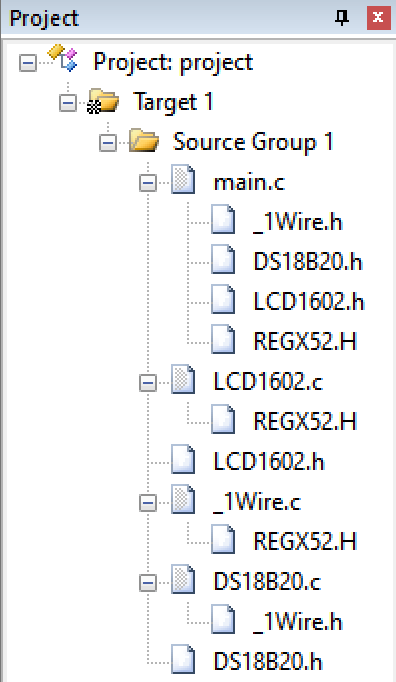 Project
Project: project
Target 1
Source Group 1
main.c
_1Wire.h
DS18B20.h
LCD1602.h
REGX52.H
LCD1602.c
REGX52.H
LCD1602.h
_1Wire.c
REGX52.H
DS18B20.c
_1Wire.h
DS18B20.h